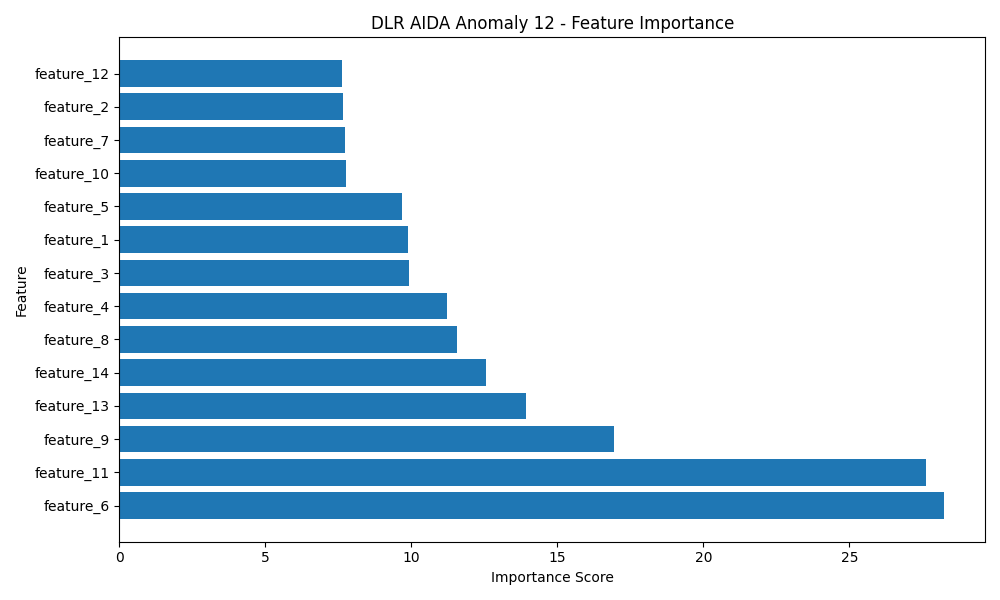 DLR AIDA Anomaly 12 - Feature Importance
feature_12
feature_2
feature_7
feature_10
feature_5
feature_1
feature_3
feature_4
feature_8
feature_14
feature_13
feature_9
feature_11
feature_6
Feature
0 5 10 15 20 25
Importance Score